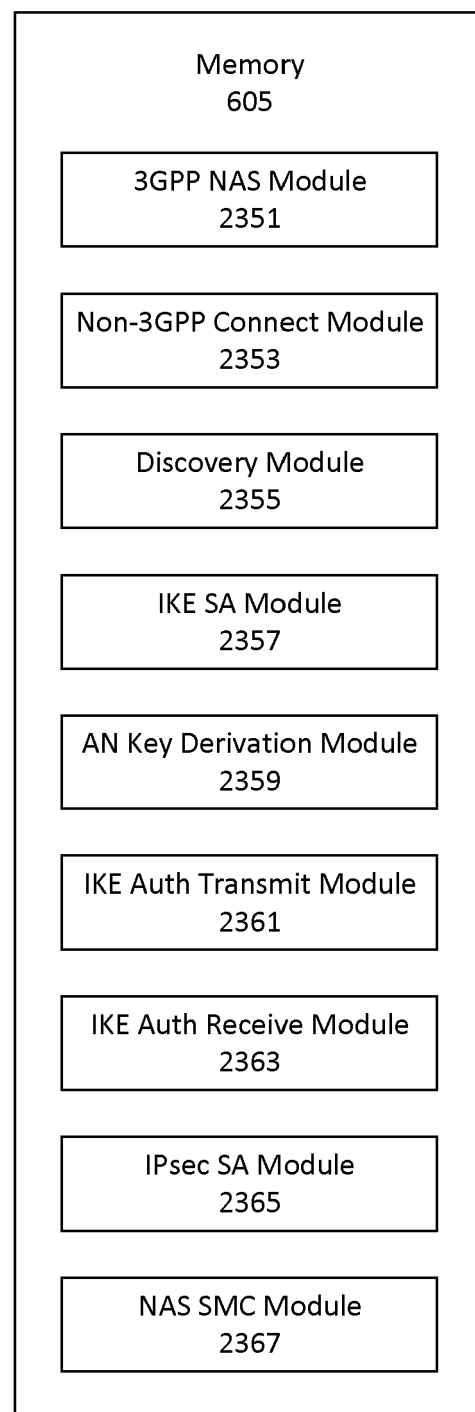 Memory
605
3GPP NAS Module
2351
Non-3GPP Connect Module
2353
Discovery Module
2355
IKE SA Module
2357
AN Key Derivation Module
2359
IKE Auth Transmit Module
2361
IKE Auth Receive Module
2363
IPsec SA Module
2365
NAS SMC Module
2367